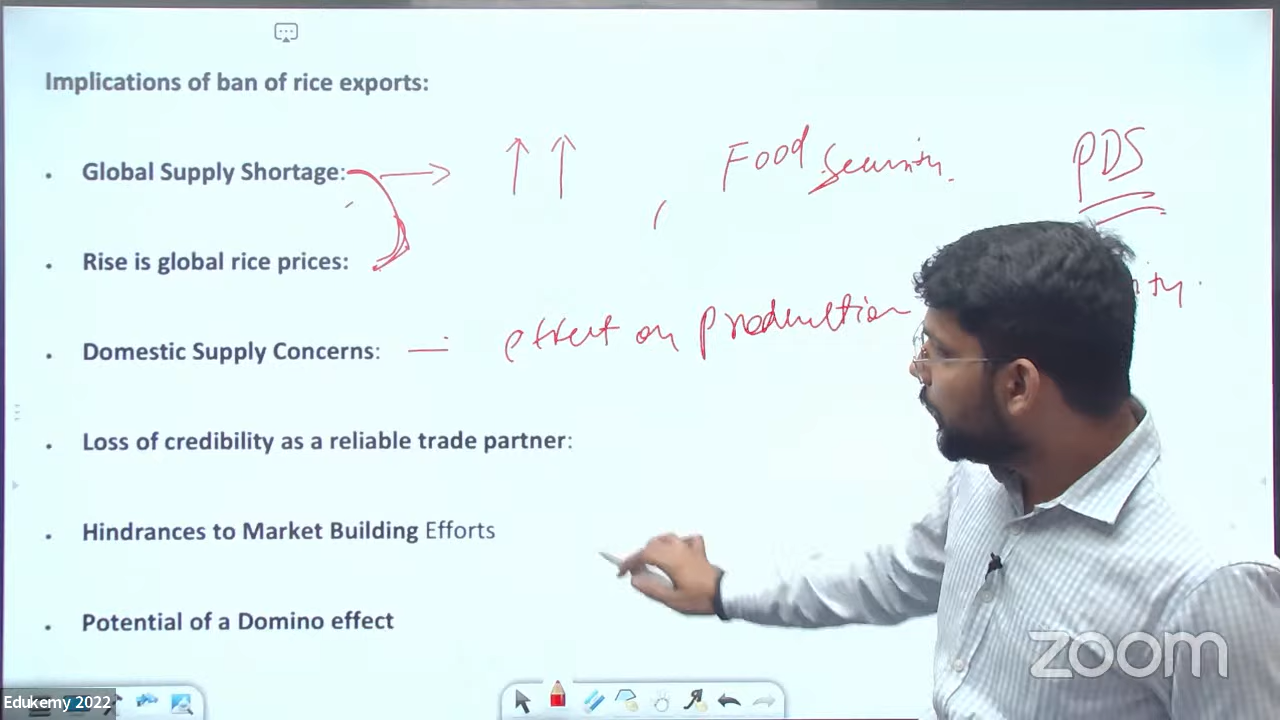 Implications of ban of rice exports:
• Global Supply Shortage:
Food Security.
PDS
• Rise is global rice prices:
• Domestic Supply Concerns: — effect on production
• Loss of credibility as a reliable trade partner:
• Hindrances to Market Building Efforts
• Potential of a Domino effect
zoom
Edukemy 2022